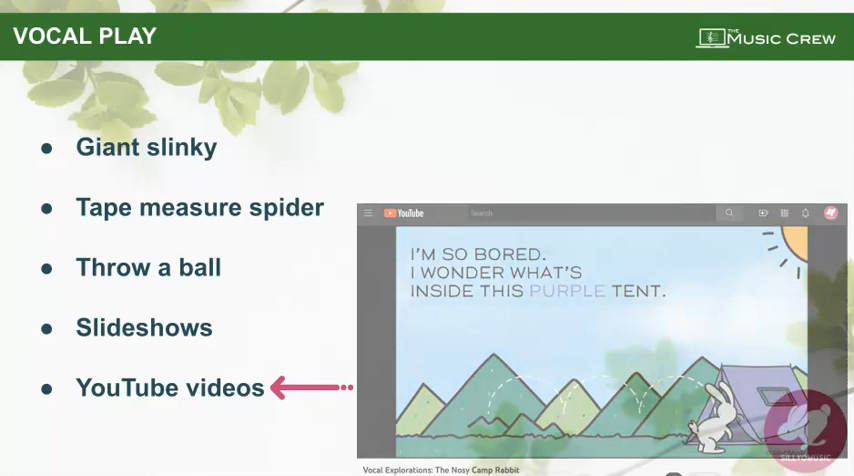 VOCAL PLAY
THE
MUSIC CREW
● Giant slinky
● Tape measure spider
● Throw a ball
● Slideshows
● YouTube videos
YouTube
Search
I'M SO BORED.
I WONDER WHAT'S
INSIDE THIS PURPLE TENT.
SILLYOMUSIC
Vocal Explorations: The Nosy Camp Rabbit